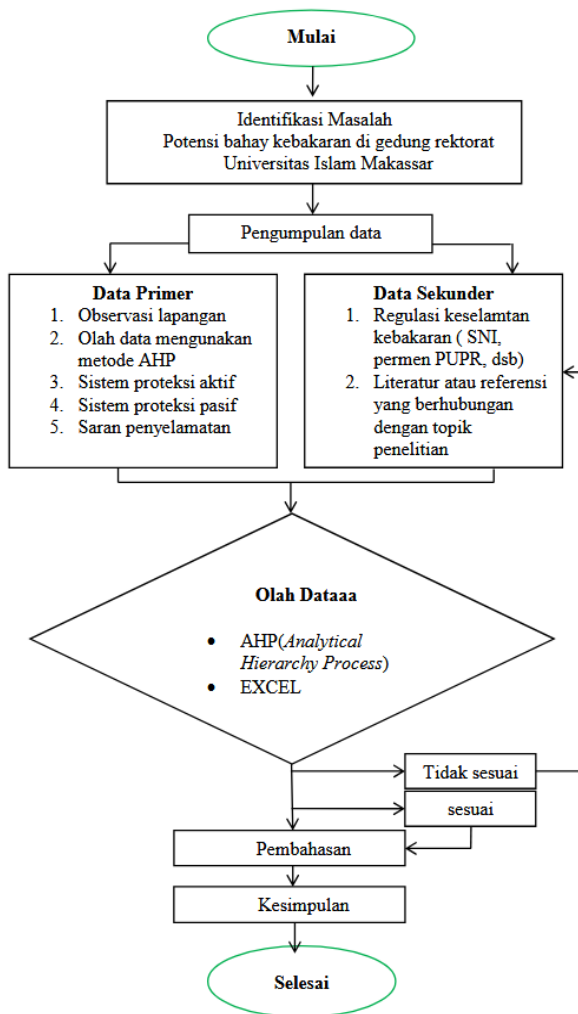 Mulai
Identifikasi Masalah
Potensi bahay kebakaran di gedung rektorat
Universitas Islam Makassar
Pengumpulan data
Data Primer
1. Observasi lapangan
2. Olah data mengunakan
metode AHP
3. Sistem proteksi aktif
4. Sistem proteksi pasif
5. Saran penyelamatan
Data Sekunder
1. Regulasi keselamtan
kebakaran ( SNI,
permen PUPR, dsb)
2. Literatur atau referensi
yang berhubungan
dengan topik
penelitian
Olah Dataaa
• AHP(Analytical
Hierarchy Process)
• EXCEL
Tidak sesuai
sesuai
Pembahasan
Kesimpulan
Selesai